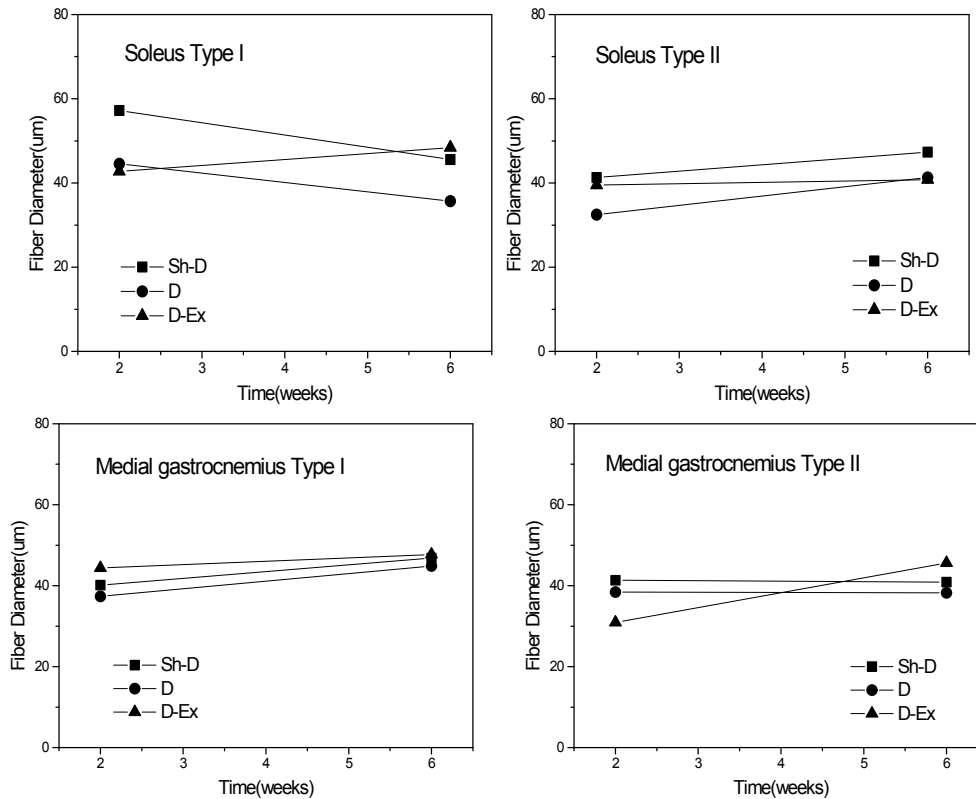 Soleus Type I
Fiber Diameter(um)
80
60
40
20
0
Sh-D
D
D-Ex
2 3 4 5 6
Time(weeks)
Soleus Type II
Fiber Diameter(um)
80
60
40
20
0
Sh-D
D
D-Ex
2 3 4 5 6
Time(weeks)
Medial gastrocnemius Type I
Fiber Diameter(um)
80
60
40
20
0
Sh-D
D
D-Ex
2 3 4 5 6
Time(weeks)
Medial gastrocnemius Type II
Fiber Diameter(um)
80
60
40
20
0
Sh-D
D
D-Ex
2 3 4 5 6
Time(weeks)